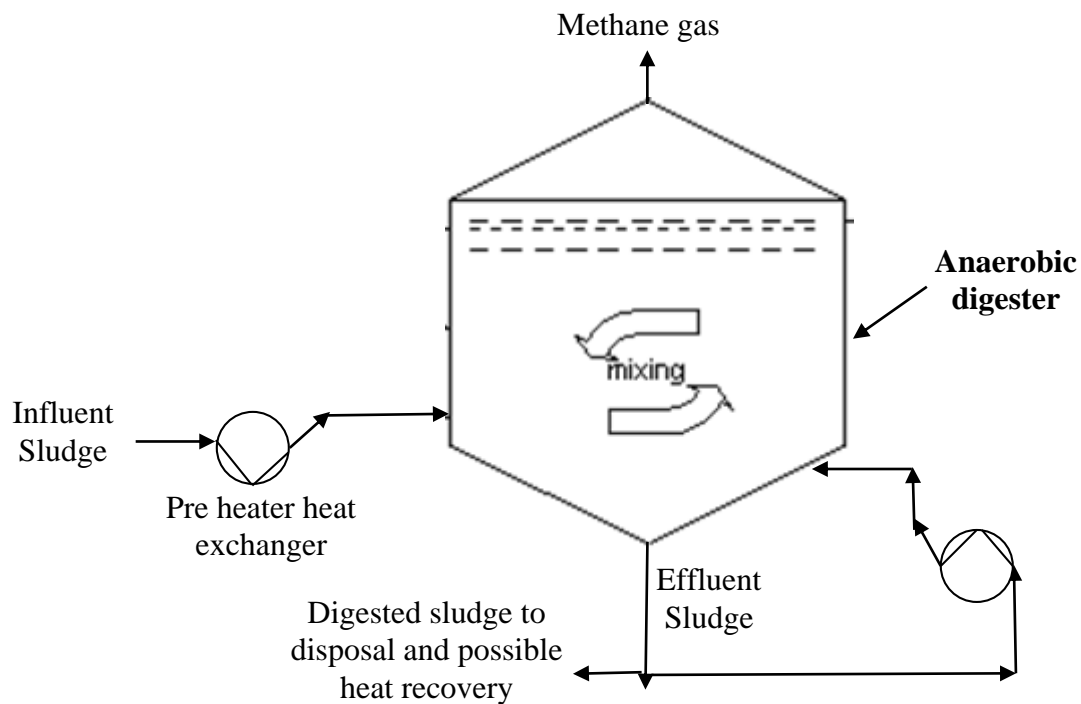 Methane gas
Anaerobic
digester
mixing
Influent
Sludge
Pre heater heat
exchanger
Effluent
Sludge
Digested sludge to
disposal and possible
heat recovery